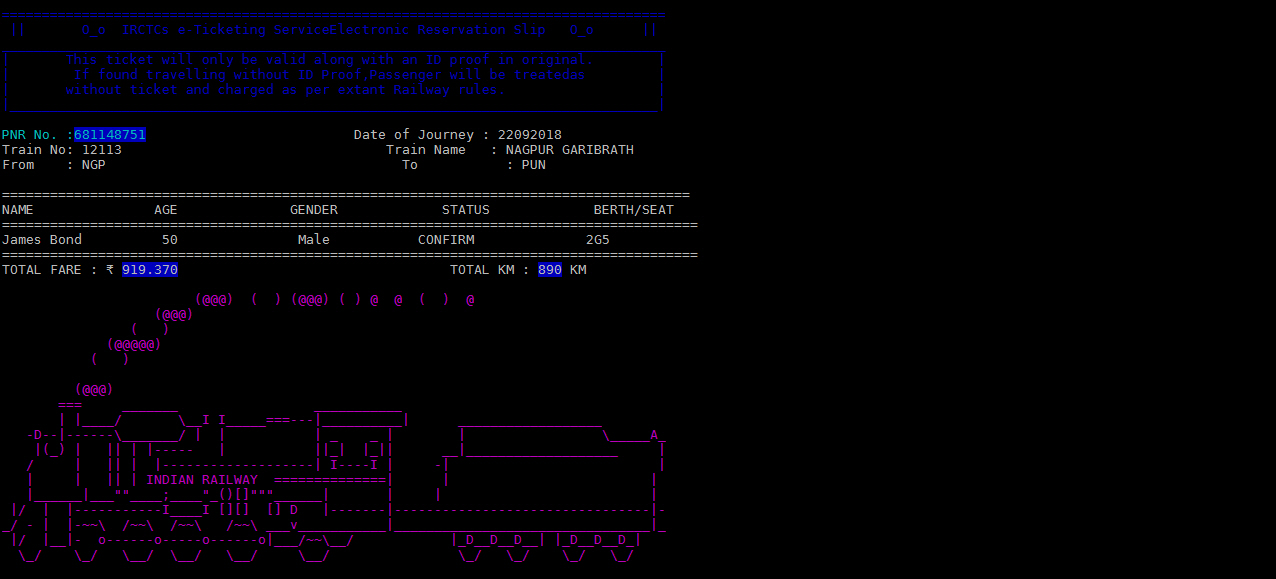 O_o IRCTCs e-Ticketing ServiceElectronic Reservation Slip O_o
This ticket will only be valid along with an ID proof in original.
If found travelling without ID Proof,Passenger will be treatedas
without ticket and charged as per extant Railway rules.
PNR No. :681148751 Date of Journey : 22092018
Train No: 12113 Train Name : NAGPUR GARIBRATH
From : NGP To : PUN
NAME AGE GENDER STATUS BERTH/SEAT
James Bond 50 Male CONFIRM 2G5
TOTAL FARE : ₹ 919.370 TOTAL KM : 890 KM
INDIAN RAILWAY